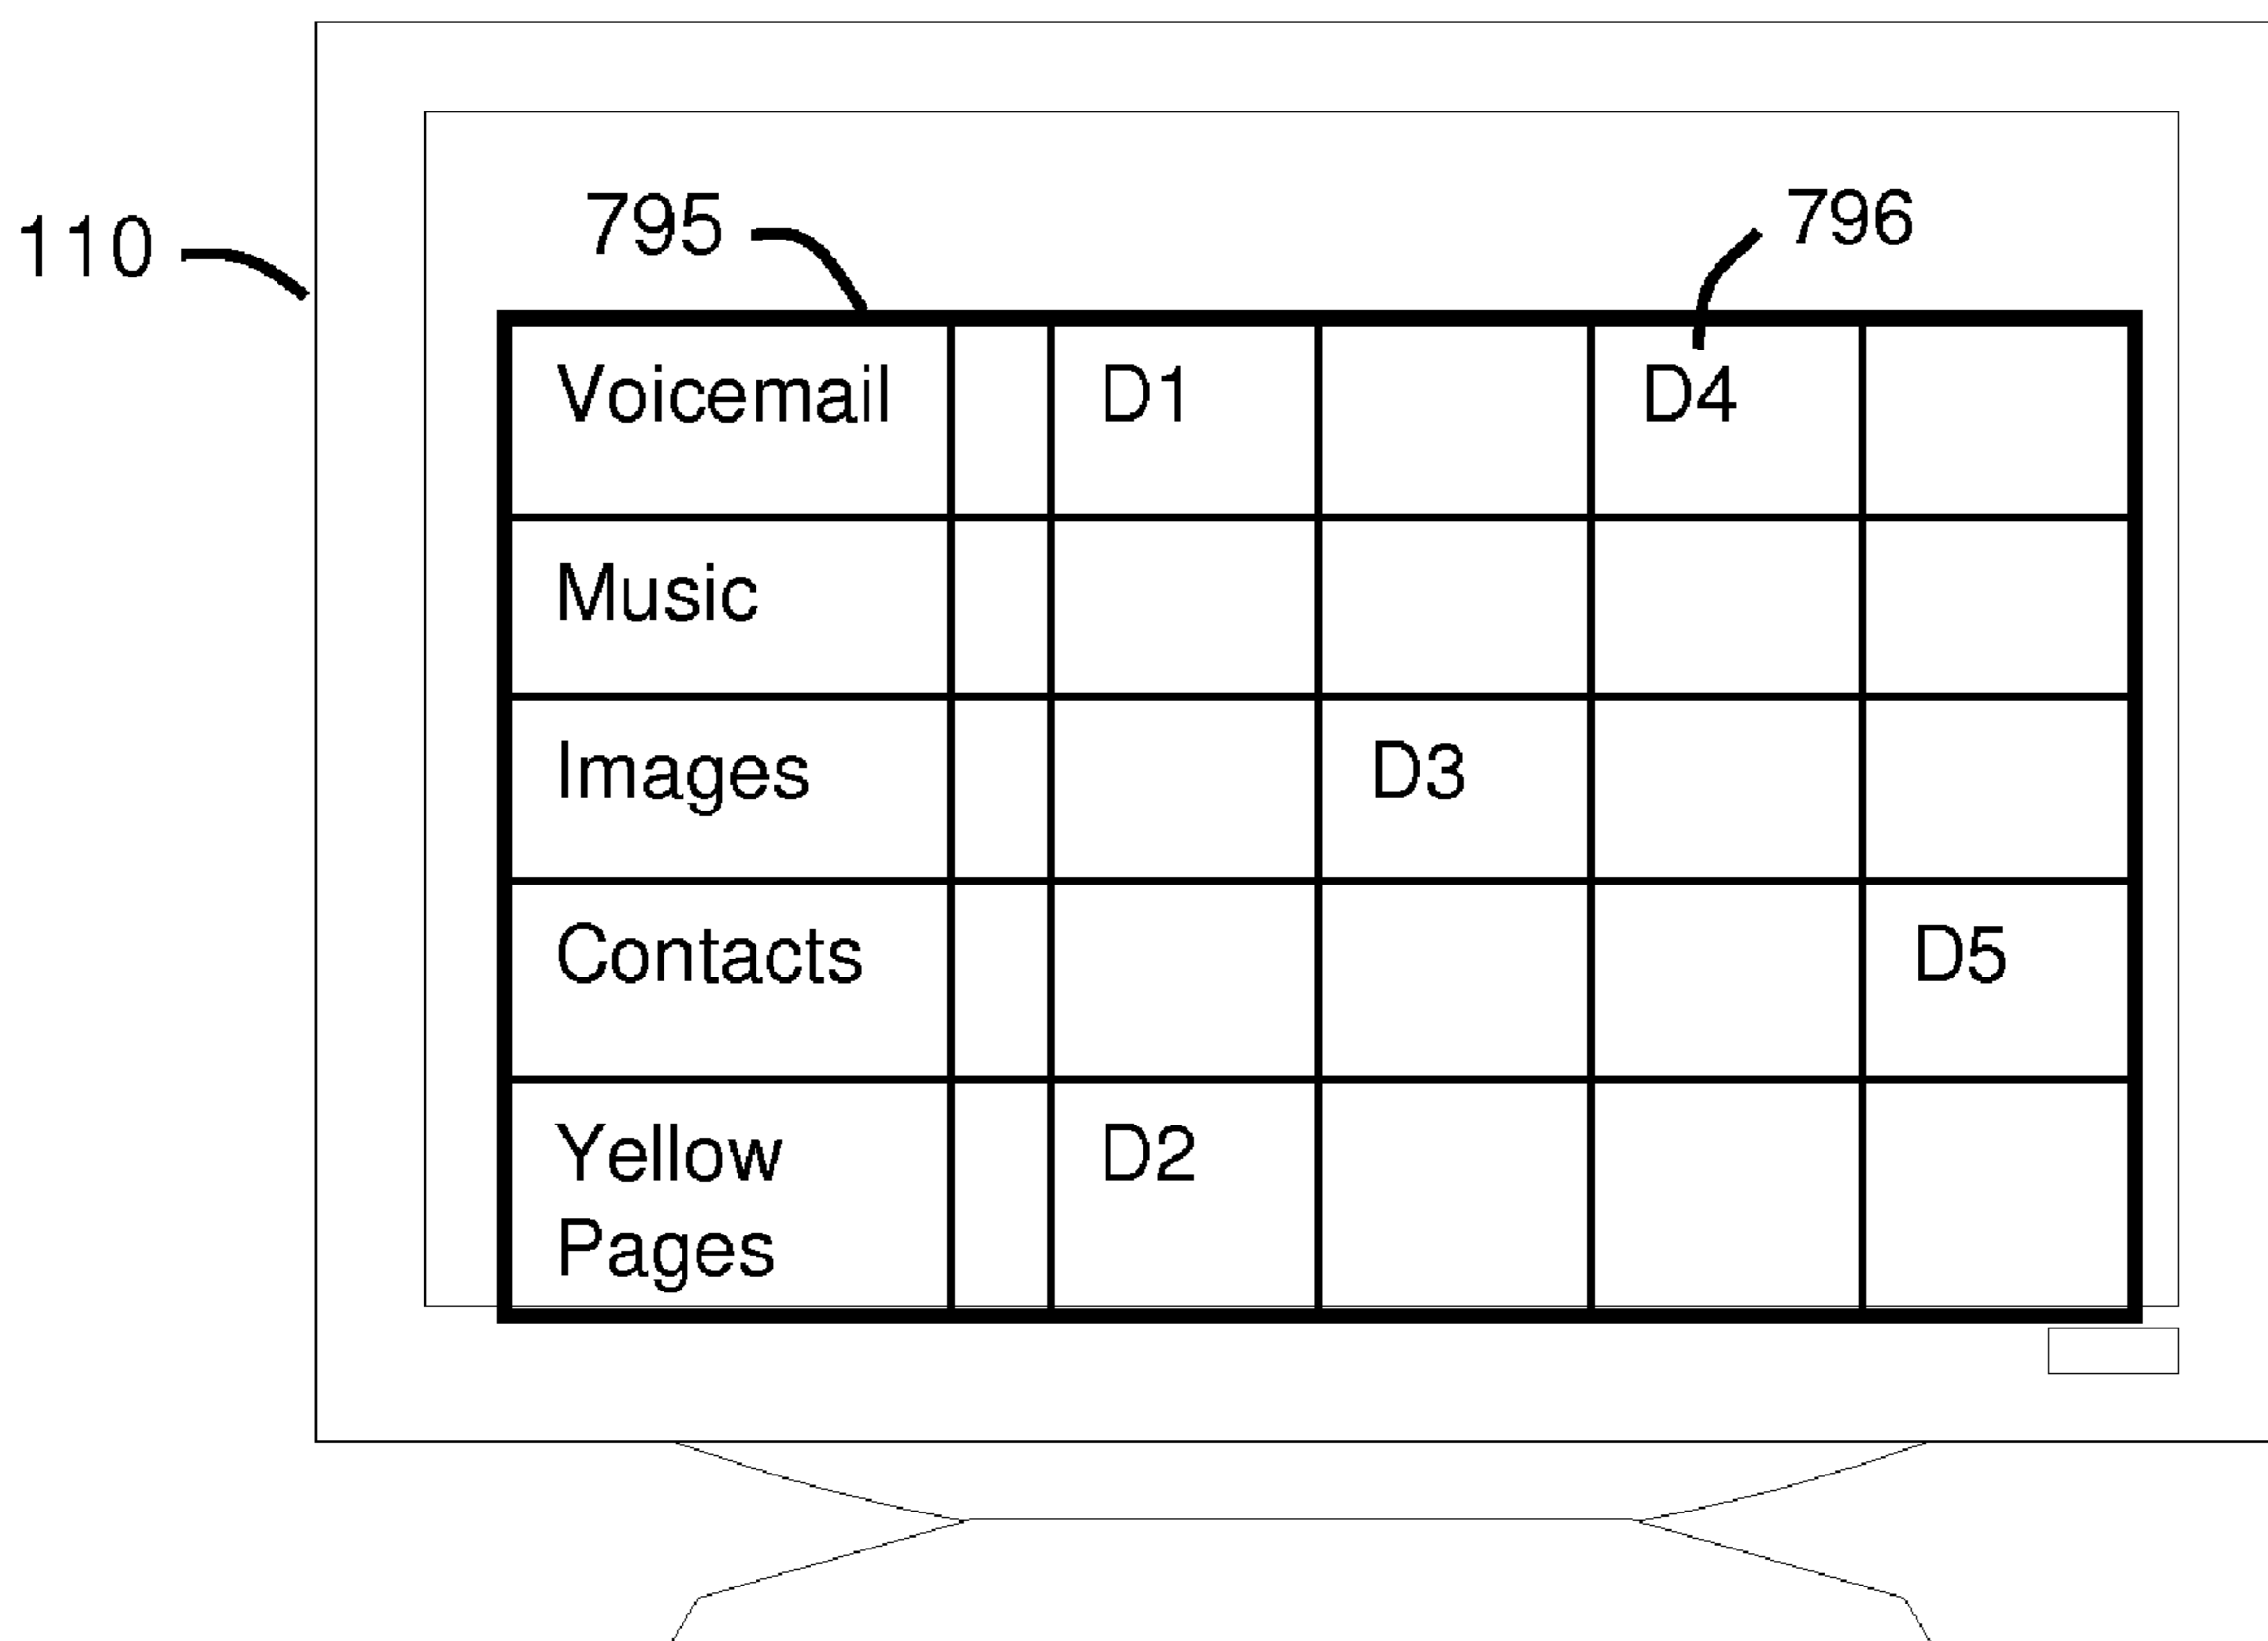 110
795
796
Voicemail D1 D4
Music
Images D3
Contacts D5
Yellow D2
Pages